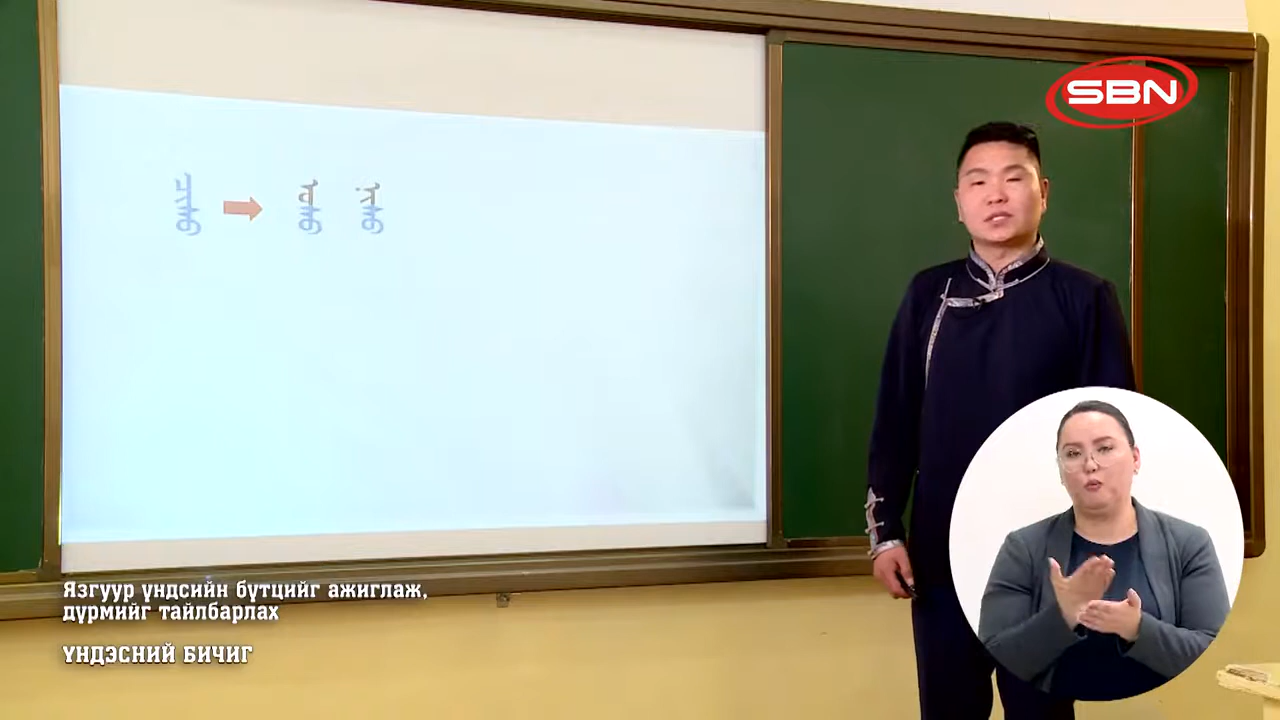 SBN
Язгуур үндсийн бүтцийг ажиглаж,
дүрмийг тайлбарлах
ҮНДЭСНИЙ БИЧИГ